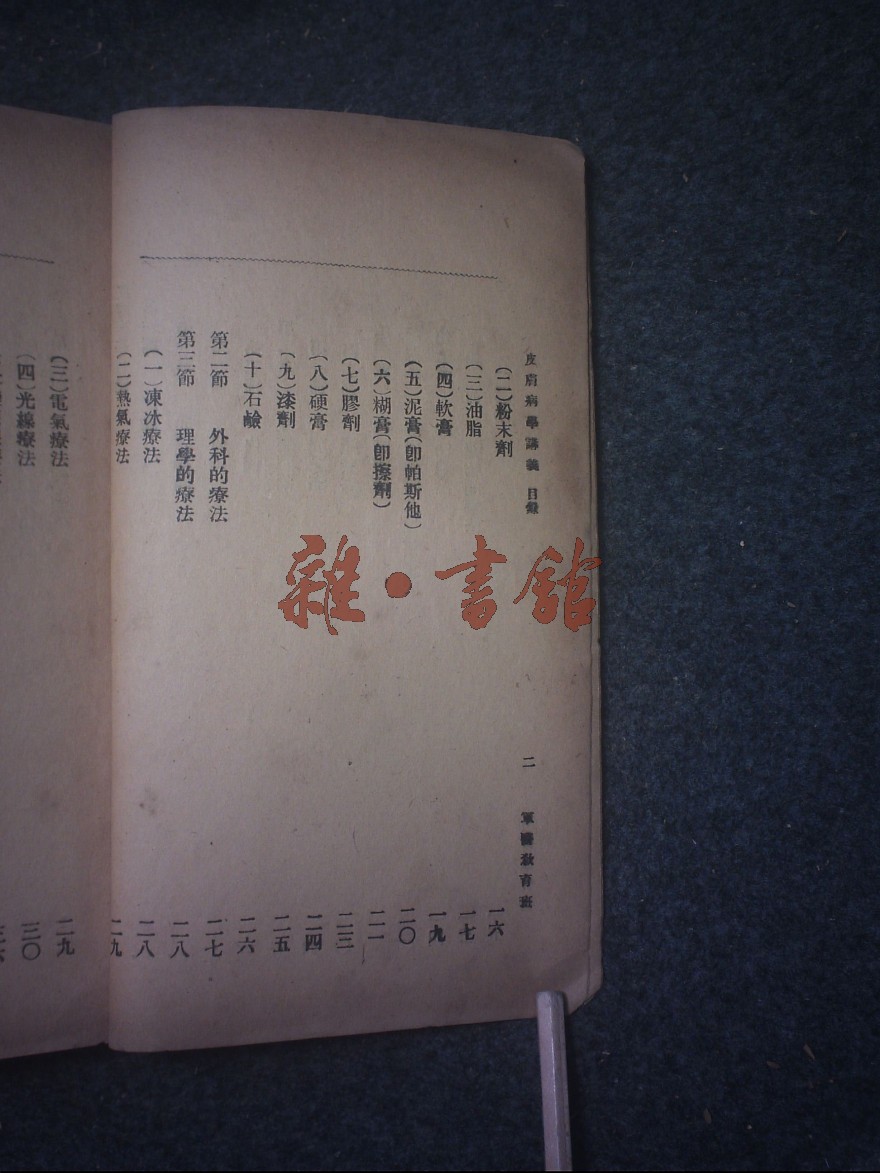 皮膚病學講義 目錄 二 軍醫敎育班
(二)粉末劑 一六
(三)油脂 一七
(四)軟膏 一九
(五)泥膏(卽帕斯他) 二〇
(六)糊膏(卽擦劑) 二一
(七)膠劑 二三
(八)硬膏 二四
(九)漆劑 二五
(十)石鹼 二六
第二節 外科的療法 二七
第三節 理學的療法 二八
(一)凍冰療法 二八
(二)熱氣療法 二九
(三)電氣療法 二九
(四)光線療法 三〇
雜·書館